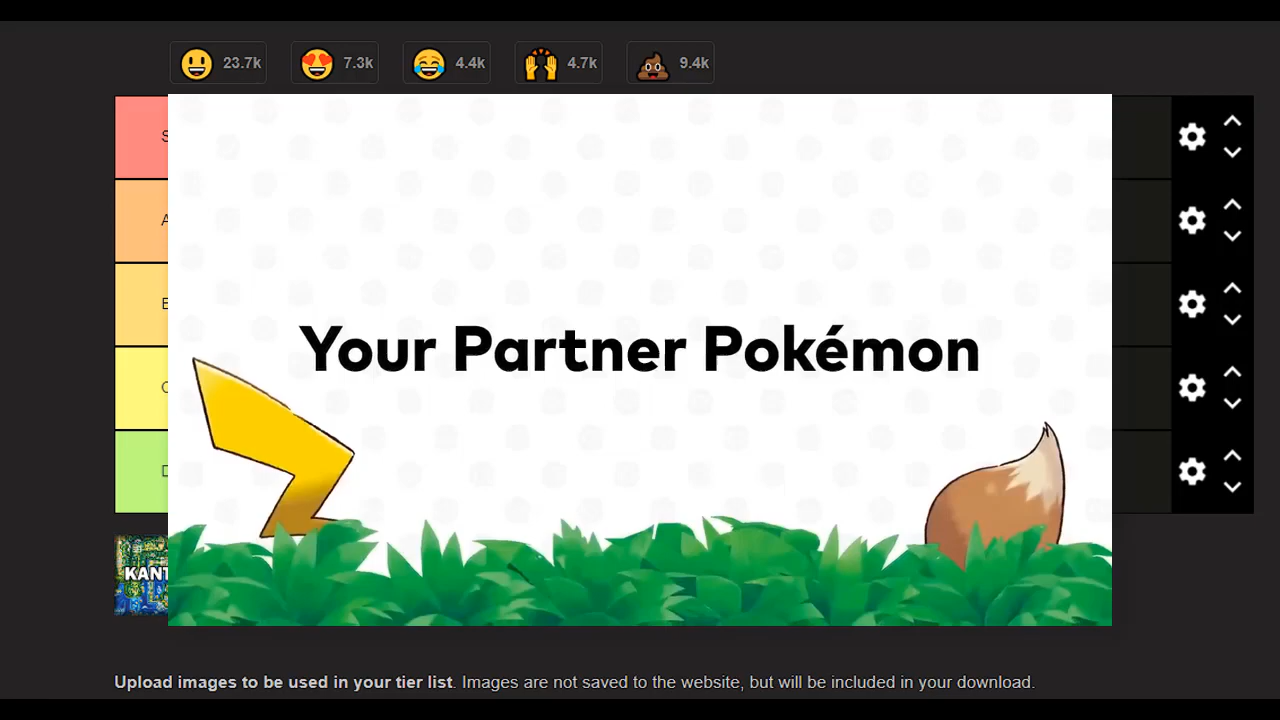 23.7k 7.3k 4.4k 4.7k 9.4k
S
A
B
Your Partner Pokémon
C
D
KANT
Upload images to be used in your tier list. Images are not saved to the website, but will be included in your download.